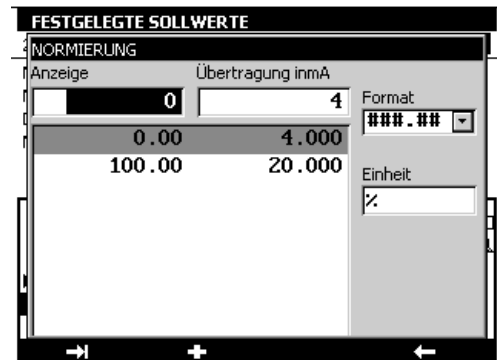 FESTGELEGTE SOLLWERTE
NORMIERUNG
Anzeige Übertragung inmA
0 4
Format
###.##
0.00 4.000
100.00 20.000
Einheit
%